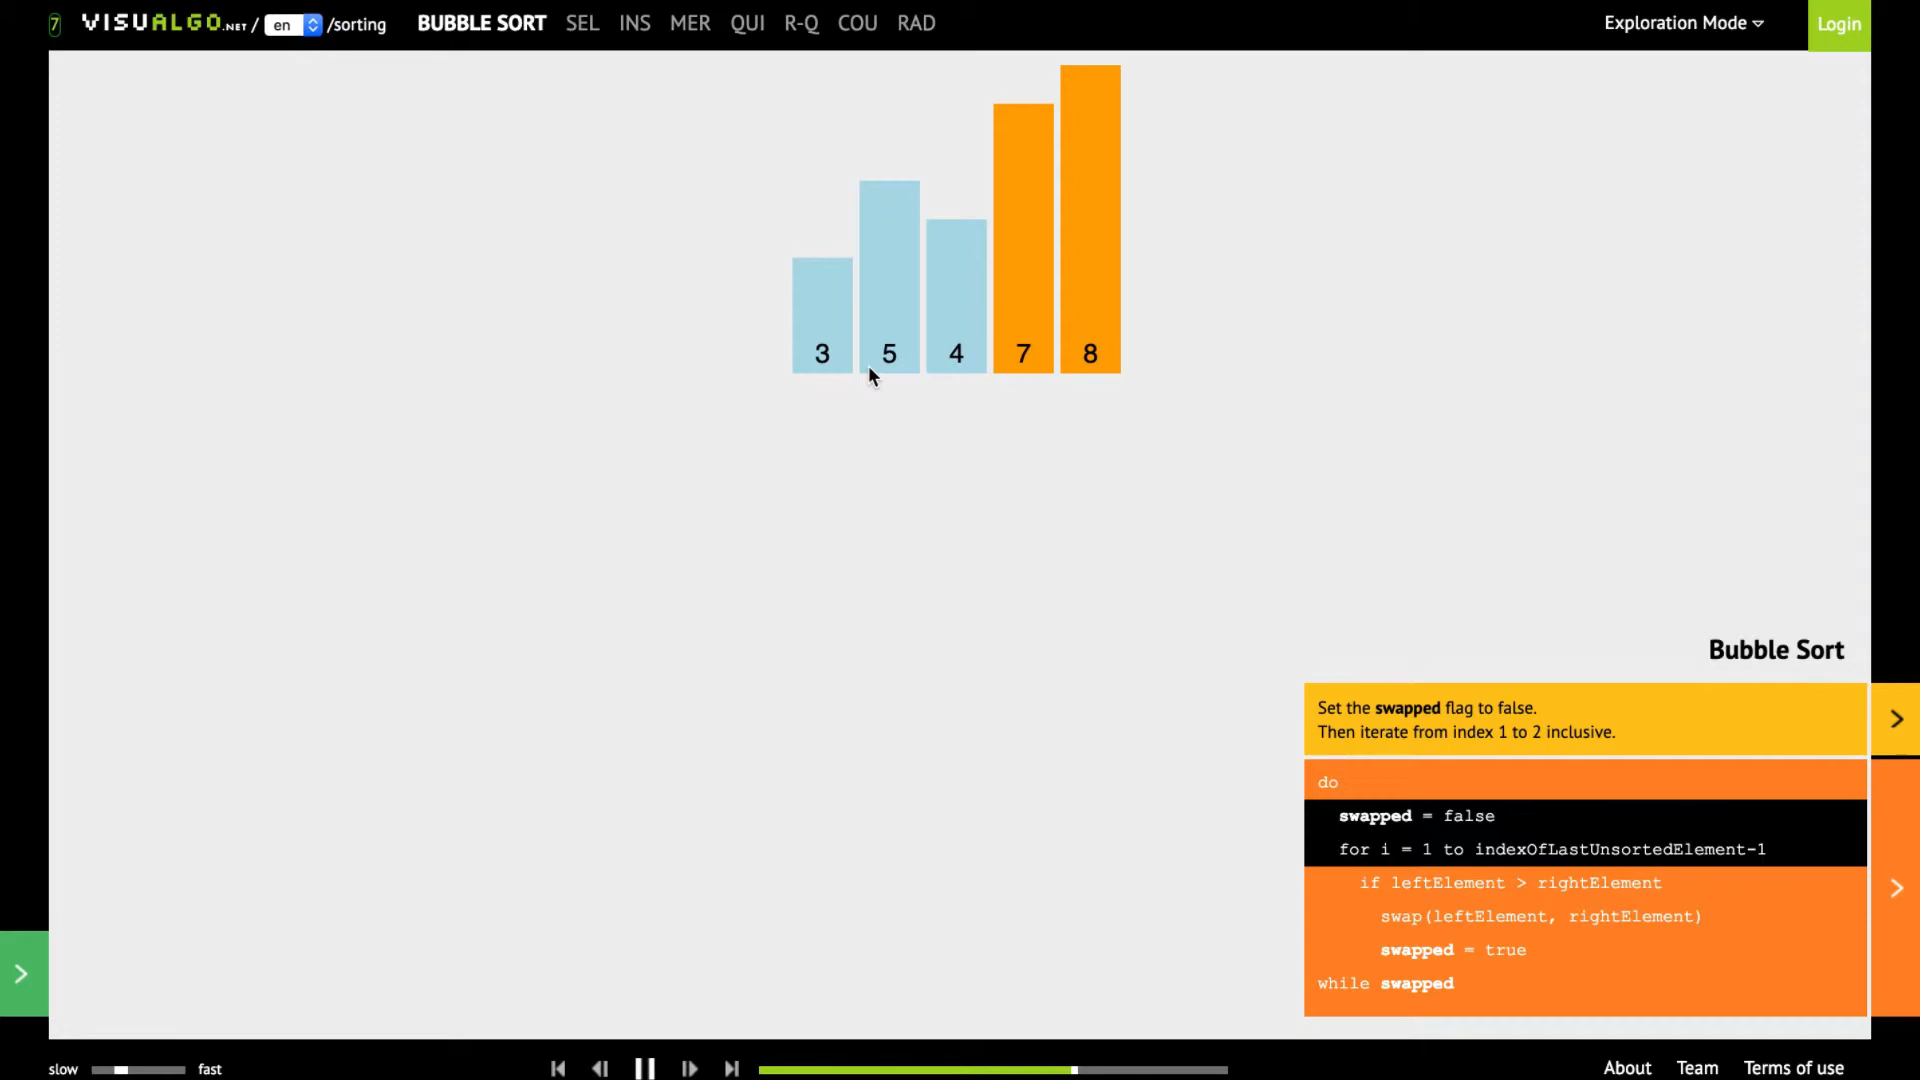 7 VISUALGO.NET / en /sorting BUBBLE SORT SEL INS MER QUI R-Q COU RAD Exploration Mode Login
3 5 4 7 8
Bubble Sort
Set the swapped flag to false.
Then iterate from index 1 to 2 inclusive.
do
swapped = false
for i = 1 to indexOfLastUnsortedElement-1
if leftElement > rightElement
swap(leftElement, rightElement)
swapped = true
while swapped
slow fast About Team Terms of use